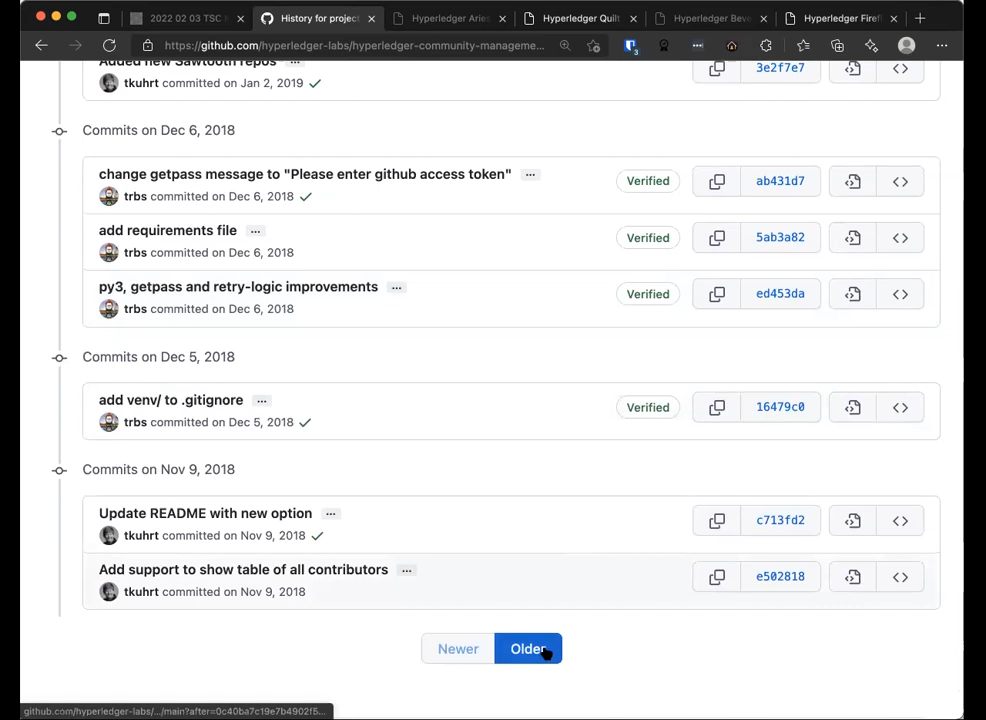 2022 02 03 TSC
History for project
Hyperledger Aries
Hyperledger Quilt
Hyperledger Beve
Hyperledger Firefl
https://github.com/hyperledger-labs/hyperledger-community-manageme...
3
Added new Sawtooth repos ...
tkuhrt committed on Jan 2, 2019
3e2f7e7
Commits on Dec 6, 2018
change getpass message to "Please enter github access token" ...
trbs committed on Dec 6, 2018
Verified
ab431d7
add requirements file ...
trbs committed on Dec 6, 2018
Verified
5ab3a82
py3, getpass and retry-logic improvements ...
trbs committed on Dec 6, 2018
Verified
ed453da
Commits on Dec 5, 2018
add venv/ to .gitignore ...
trbs committed on Dec 5, 2018
Verified
16479c0
Commits on Nov 9, 2018
Update README with new option ...
tkuhrt committed on Nov 9, 2018
c713fd2
Add support to show table of all contributors ...
tkuhrt committed on Nov 9, 2018
e502818
Newer
Older
github.com/hyperledger-labs/.../main?after=0c40ba7c19e7b4902f5...